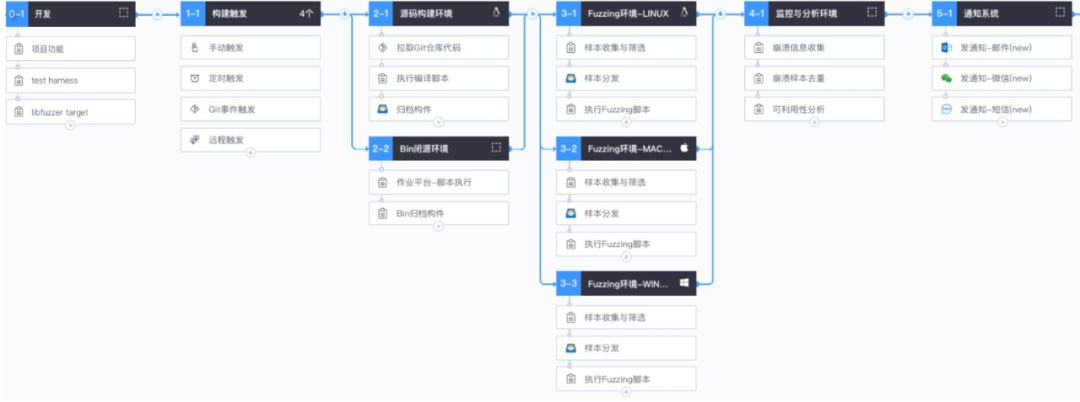 0-1 开发
项目功能
test harness
libfuzzer target
1-1 构建触发 4个
手动触发
定时触发
Git事件触发
远程触发
2-1 源码构建环境
拉取Git仓库代码
执行编译脚本
归档构件
2-2 Bin闭源环境
作业平台-脚本执行
Bin归档构件
3-1 Fuzzing环境-LINUX
样本收集与筛选
样本分发
执行Fuzzing脚本
3-2 Fuzzing环境-MAC...
样本收集与筛选
样本分发
执行Fuzzing脚本
3-3 Fuzzing环境-WIN...
样本收集与筛选
样本分发
执行Fuzzing脚本
4-1 监控与分析环境
崩溃信息收集
崩溃样本去重
可利用性分析
5-1 通知系统
发通知-邮件(new)
发通知-微信(new)
发通知-短信(new)